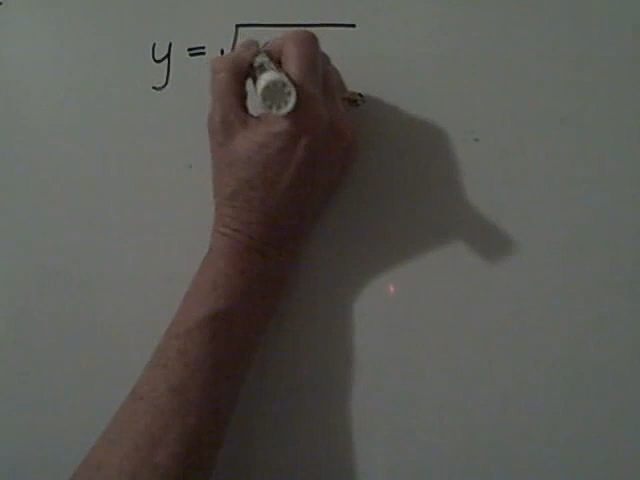 y = √